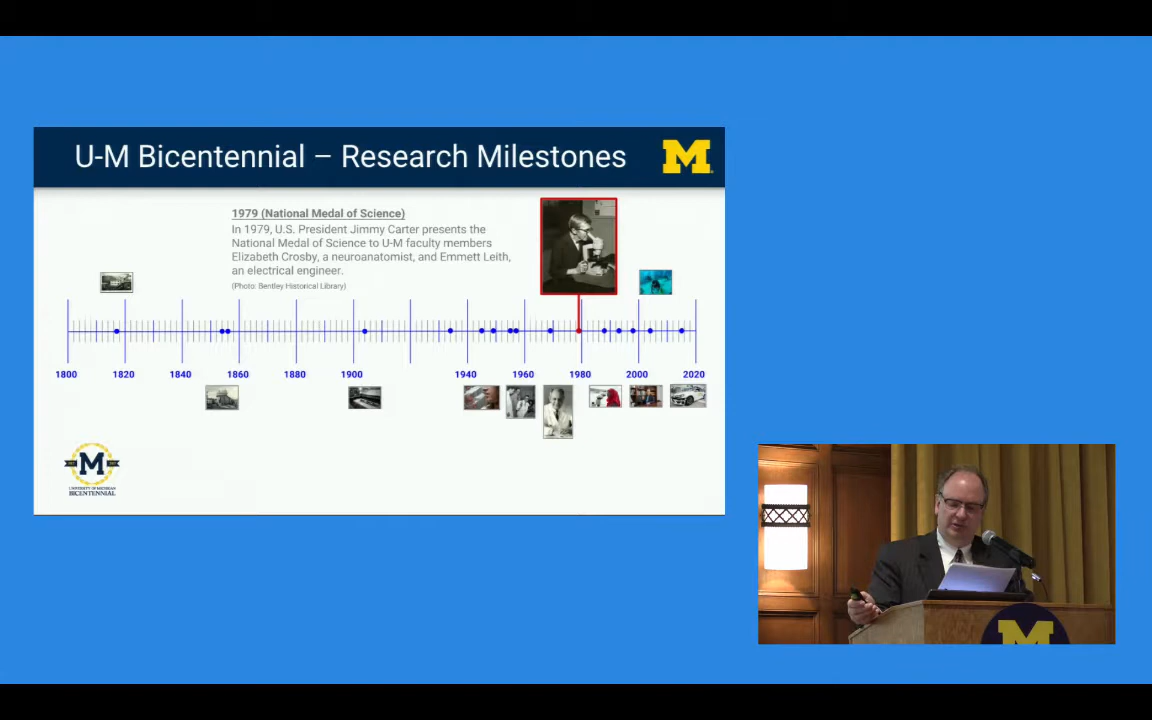 U-M Bicentennial – Research Milestones
M
1979 (National Medal of Science)
In 1979, U.S. President Jimmy Carter presents the
National Medal of Science to U-M faculty members
Elizabeth Crosby, a neuroanatomist, and Emmett Leith,
an electrical engineer.
(Photo: Bentley Historical Library)
1800 1820 1840 1860 1880 1900 1940 1960 1980 2000 2020
M
UNIVERSITY OF MICHIGAN
BICENTENNIAL
M